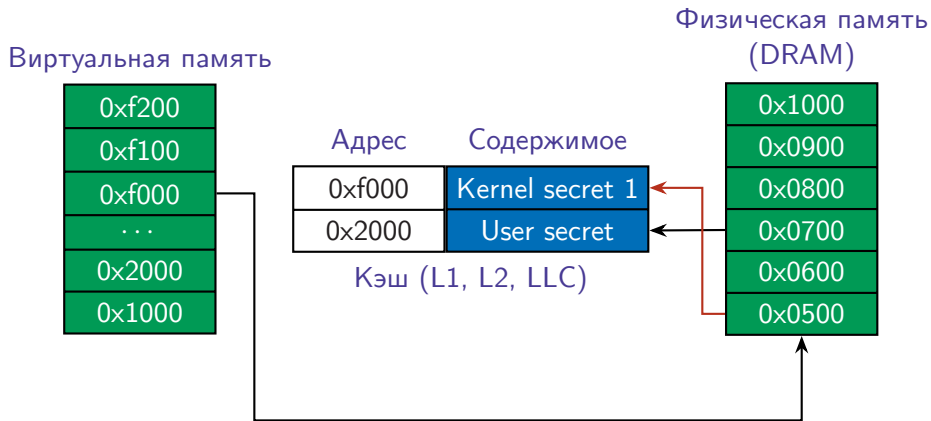 Виртуальная память
0xf200
0xf100
0xf000
...
0x2000
0x1000
Адрес Содержимое
0xf000 Kernel secret 1
0x2000 User secret
Кэш (L1, L2, LLC)
Физическая память
(DRAM)
0x1000
0x0900
0x0800
0x0700
0x0600
0x0500